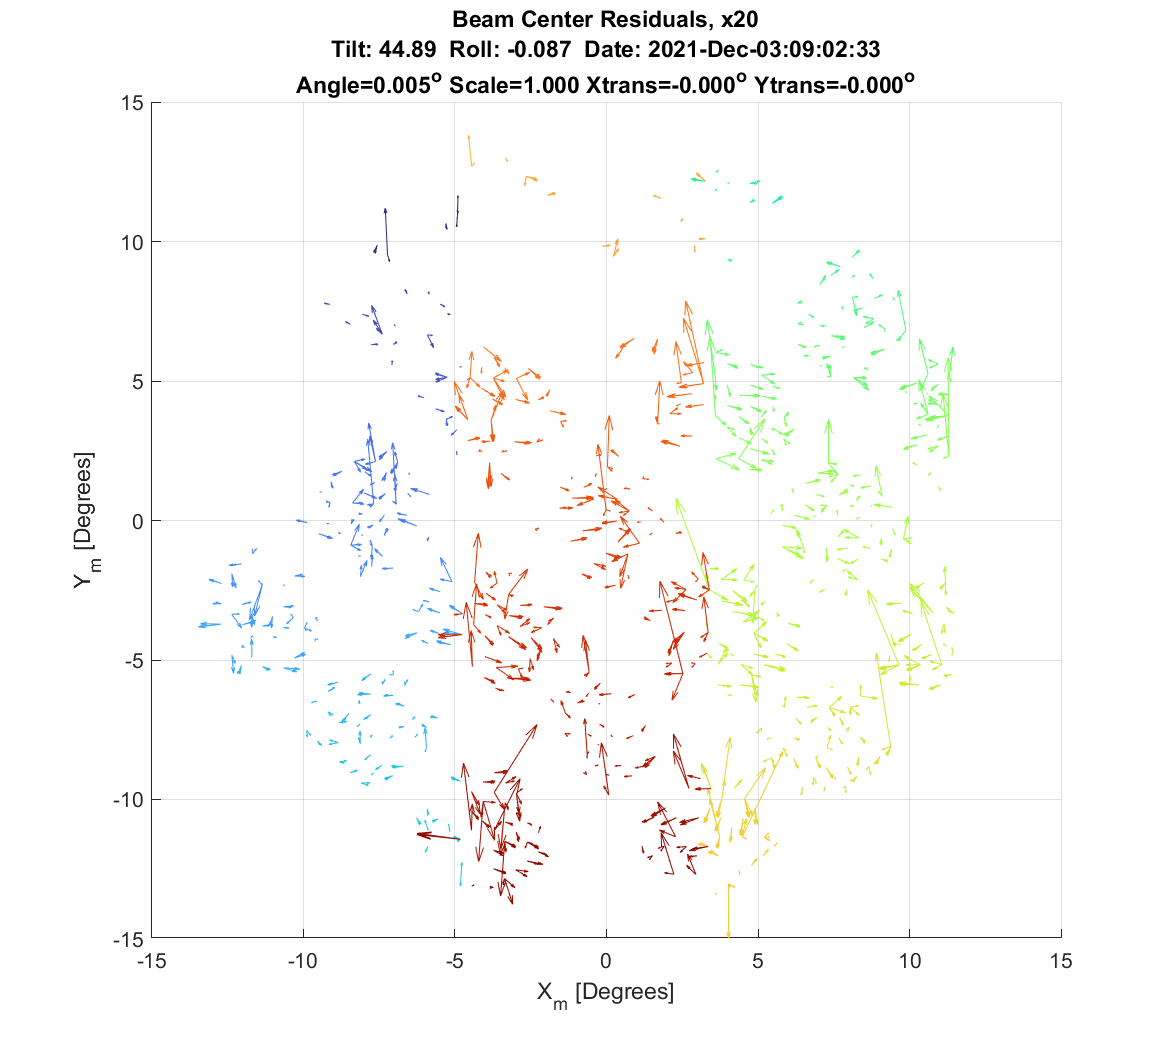 Beam Center Residuals, x20
Tilt: 44.89 Roll: -0.087 Date: 2021-Dec-03:09:02:33
Angle=0.005° Scale=1.000 Xtrans=-0.000° Ytrans=-0.000°
15
10
5
0
-5
-10
-15
Y_m [Degrees]
-15
-10
-5
0
5
10
15
X_m [Degrees]